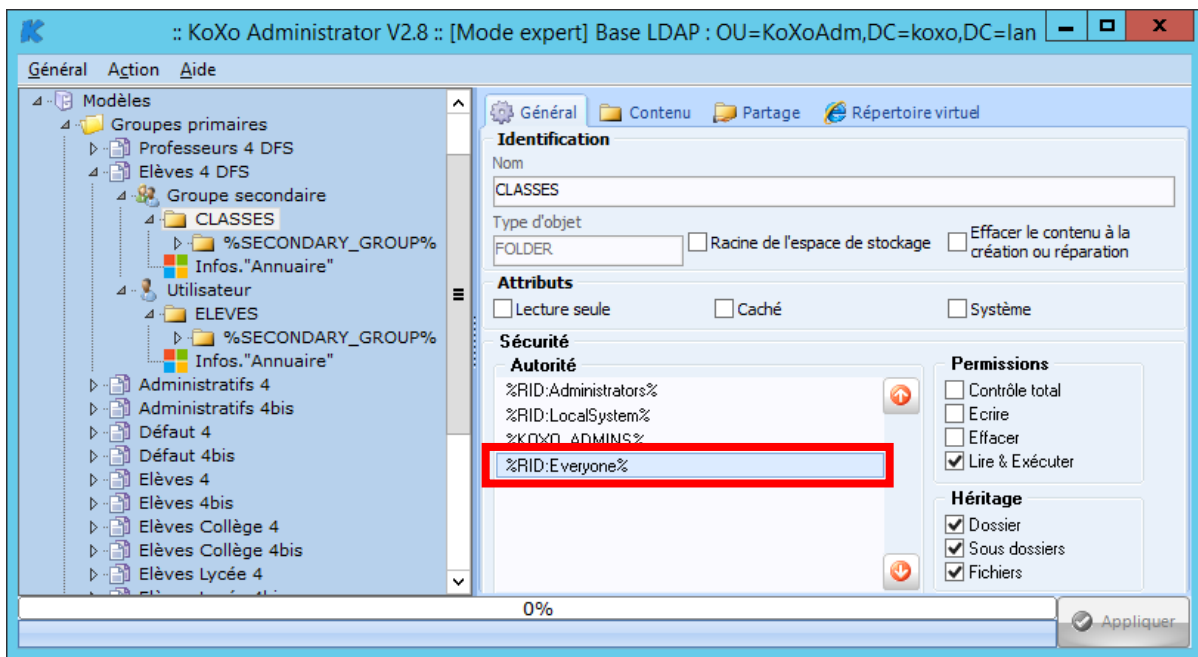 :: KoXo Administrator V2.8 :: [Mode expert] Base LDAP : OU=KoXoAdm,DC=koxo,DC=lan
Général Action Aide
Modèles
Groupes primaires
Professeurs 4 DFS
Elèves 4 DFS
Groupe secondaire
CLASSES
%SECONDARY_GROUP%
Infos."Annuaire"
Utilisateur
ELEVES
%SECONDARY_GROUP%
Infos."Annuaire"
Administratifs 4
Administratifs 4bis
Défaut 4
Défaut 4bis
Elèves 4
Elèves 4bis
Elèves Collège 4
Elèves Collège 4bis
Elèves Lycée 4
Général Contenu Partage Répertoire virtuel
Identification
Nom
CLASSES
Type d'objet
FOLDER
Racine de l'espace de stockage
Effacer le contenu à la
création ou réparation
Attributs
Lecture seule Caché Système
Sécurité
Autorité
%RID:Administrators%
%RID:LocalSystem%
%KOXO_ADMINS%
%RID:Everyone%
Permissions
Contrôle total
Ecrire
Effacer
Lire & Exécuter
Héritage
Dossier
Sous dossiers
Fichiers
0%
Appliquer